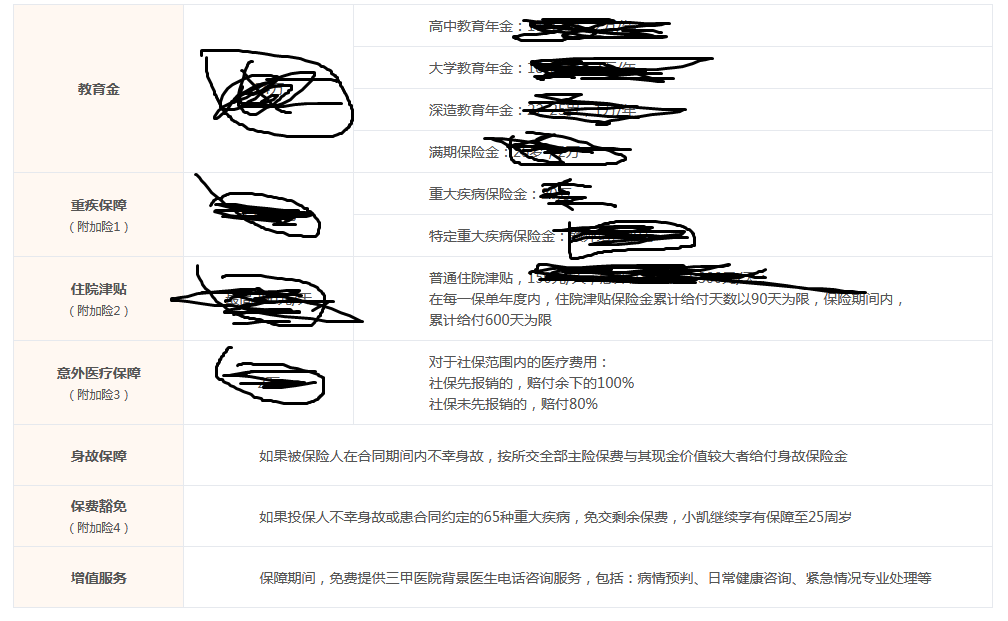 教育金
高中教育年金：
大学教育年金：
深造教育年金：
满期保险金：
重疾保障
（附加险1）
重大疾病保险金：
特定重大疾病保险金：
住院津贴
（附加险2）
普通住院津贴，
在每一保单年度内，住院津贴保险金累计给付天数以90天为限，保险期间内，
累计给付600天为限
意外医疗保障
（附加险3）
对于社保范围内的医疗费用：
社保先报销的，赔付余下的100%
社保未先报销的，赔付80%
身故保障
如果被保险人在合同期间内不幸身故，按所交全部主险保费与其现金价值较大者给付身故保险金
保费豁免
（附加险4）
如果投保人不幸身故或患合同约定的65种重大疾病，免交剩余保费，小凯继续享有保障至25周岁
增值服务
保障期间，免费提供三甲医院背景医生电话咨询服务，包括：病情预判、日常健康咨询、紧急情况专业处理等